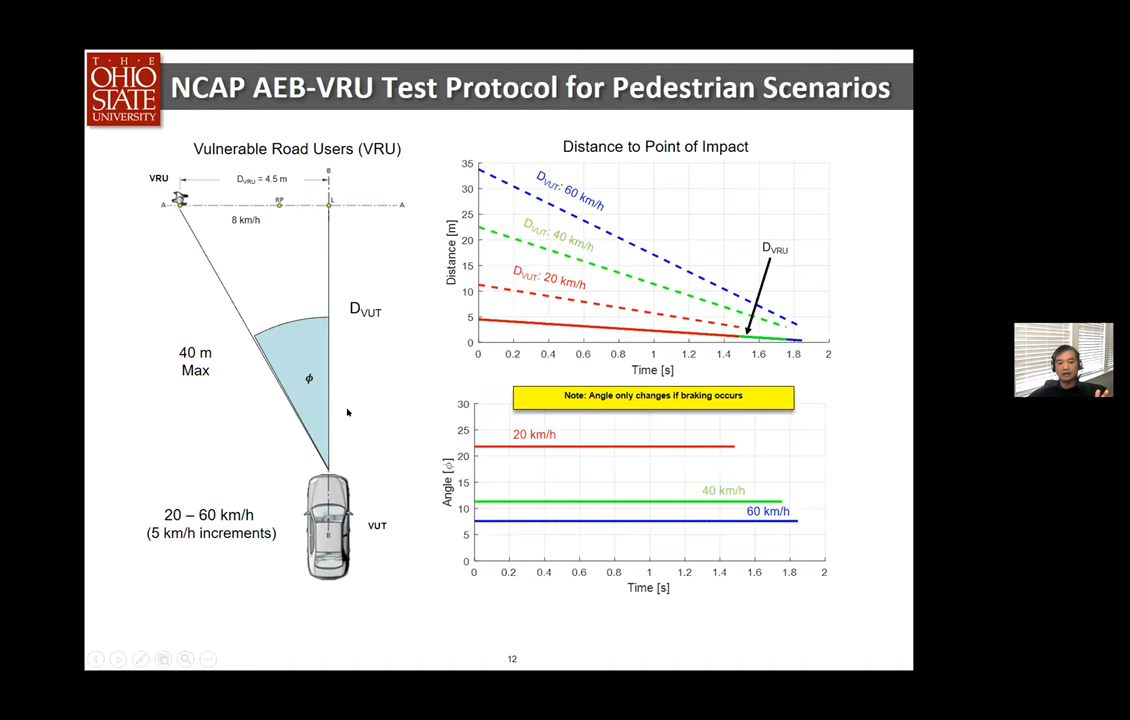 T · H · E
OHIO
STATE
UNIVERSITY
NCAP AEB-VRU Test Protocol for Pedestrian Scenarios
Vulnerable Road Users (VRU)
VRU
D_VRU = 4.5 m
B
A
RP
L
A
8 km/h
D_VUT
40 m
Max
ϕ
20 – 60 km/h
(5 km/h increments)
B
VUT
Distance to Point of Impact
Distance [m]
35
30
25
20
15
10
5
0
D_VUT: 60 km/h
D_VUT: 40 km/h
D_VUT: 20 km/h
D_VRU
0 0.2 0.4 0.6 0.8 1 1.2 1.4 1.6 1.8 2
Time [s]
Note: Angle only changes if braking occurs
Angle [ϕ]
30
25
20
15
10
5
0
20 km/h
40 km/h
60 km/h
0 0.2 0.4 0.6 0.8 1 1.2 1.4 1.6 1.8 2
Time [s]
12